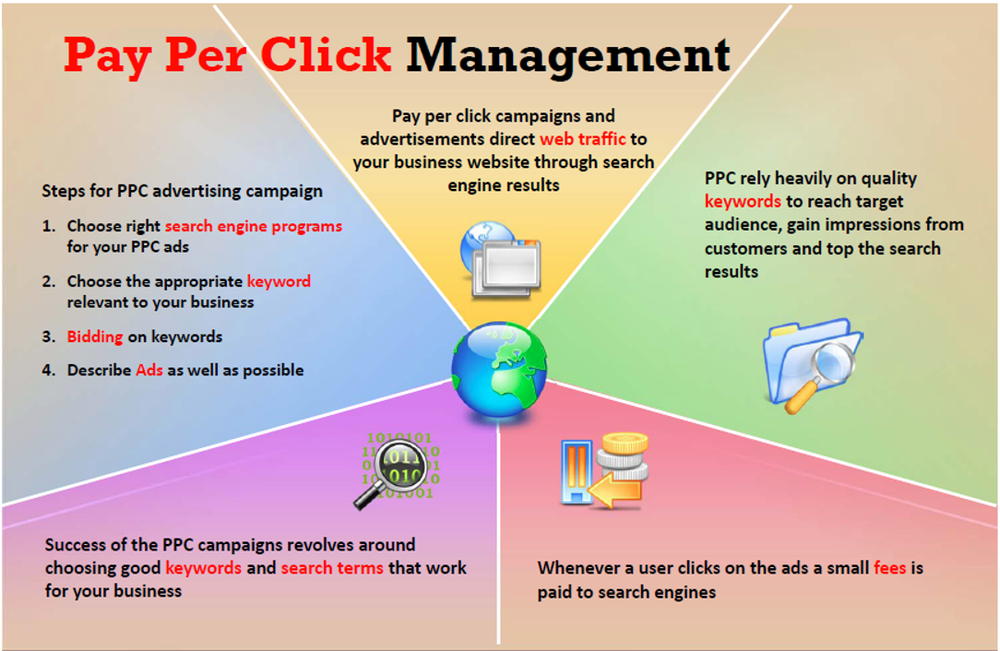 Pay Per Click Management
Pay per click campaigns and
advertisements direct web traffic to
your business website through search
engine results
Steps for PPC advertising campaign
1. Choose right search engine programs
for your PPC ads
2. Choose the appropriate keyword
relevant to your business
3. Bidding on keywords
4. Describe Ads as well as possible
PPC rely heavily on quality
keywords to reach target
audience, gain impressions from
customers and top the search
results
Success of the PPC campaigns revolves around
choosing good keywords and search terms that work
for your business
Whenever a user clicks on the ads a small fees is
paid to search engines